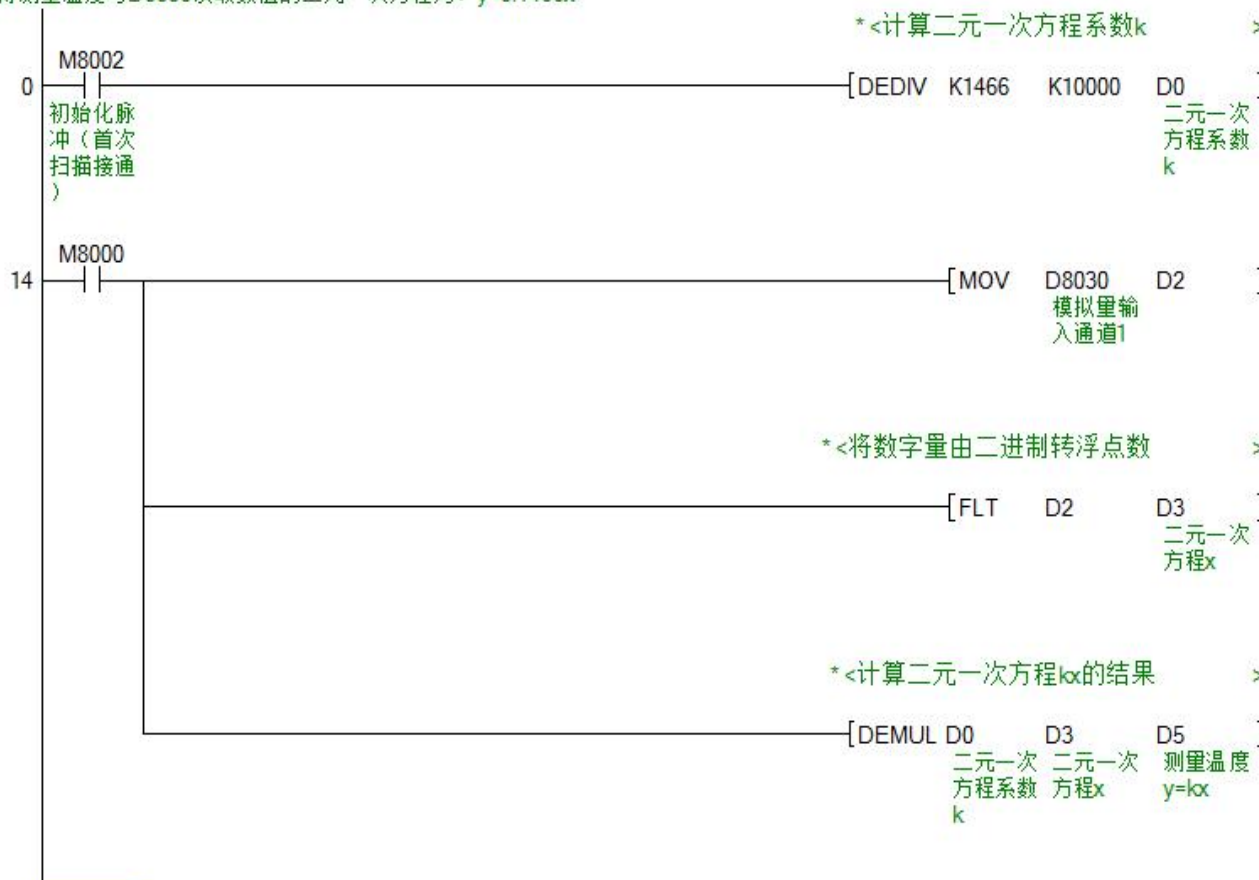 *<计算二元一次方程系数k >
M8002
0 [DEDIV K1466 K10000 D0 ]
初始化脉
冲（首次
扫描接通
）
二元一次
方程系数
k
M8000
14 [MOV D8030 D2 ]
模拟量输
入通道1
*<将数字量由二进制转浮点数 >
[FLT D2 D3 ]
二元一次
方程x
*<计算二元一次方程kx的结果 >
[DEMUL D0 D3 D5 ]
二元一次 二元一次 测量温度
方程系数 方程x y=kx
k